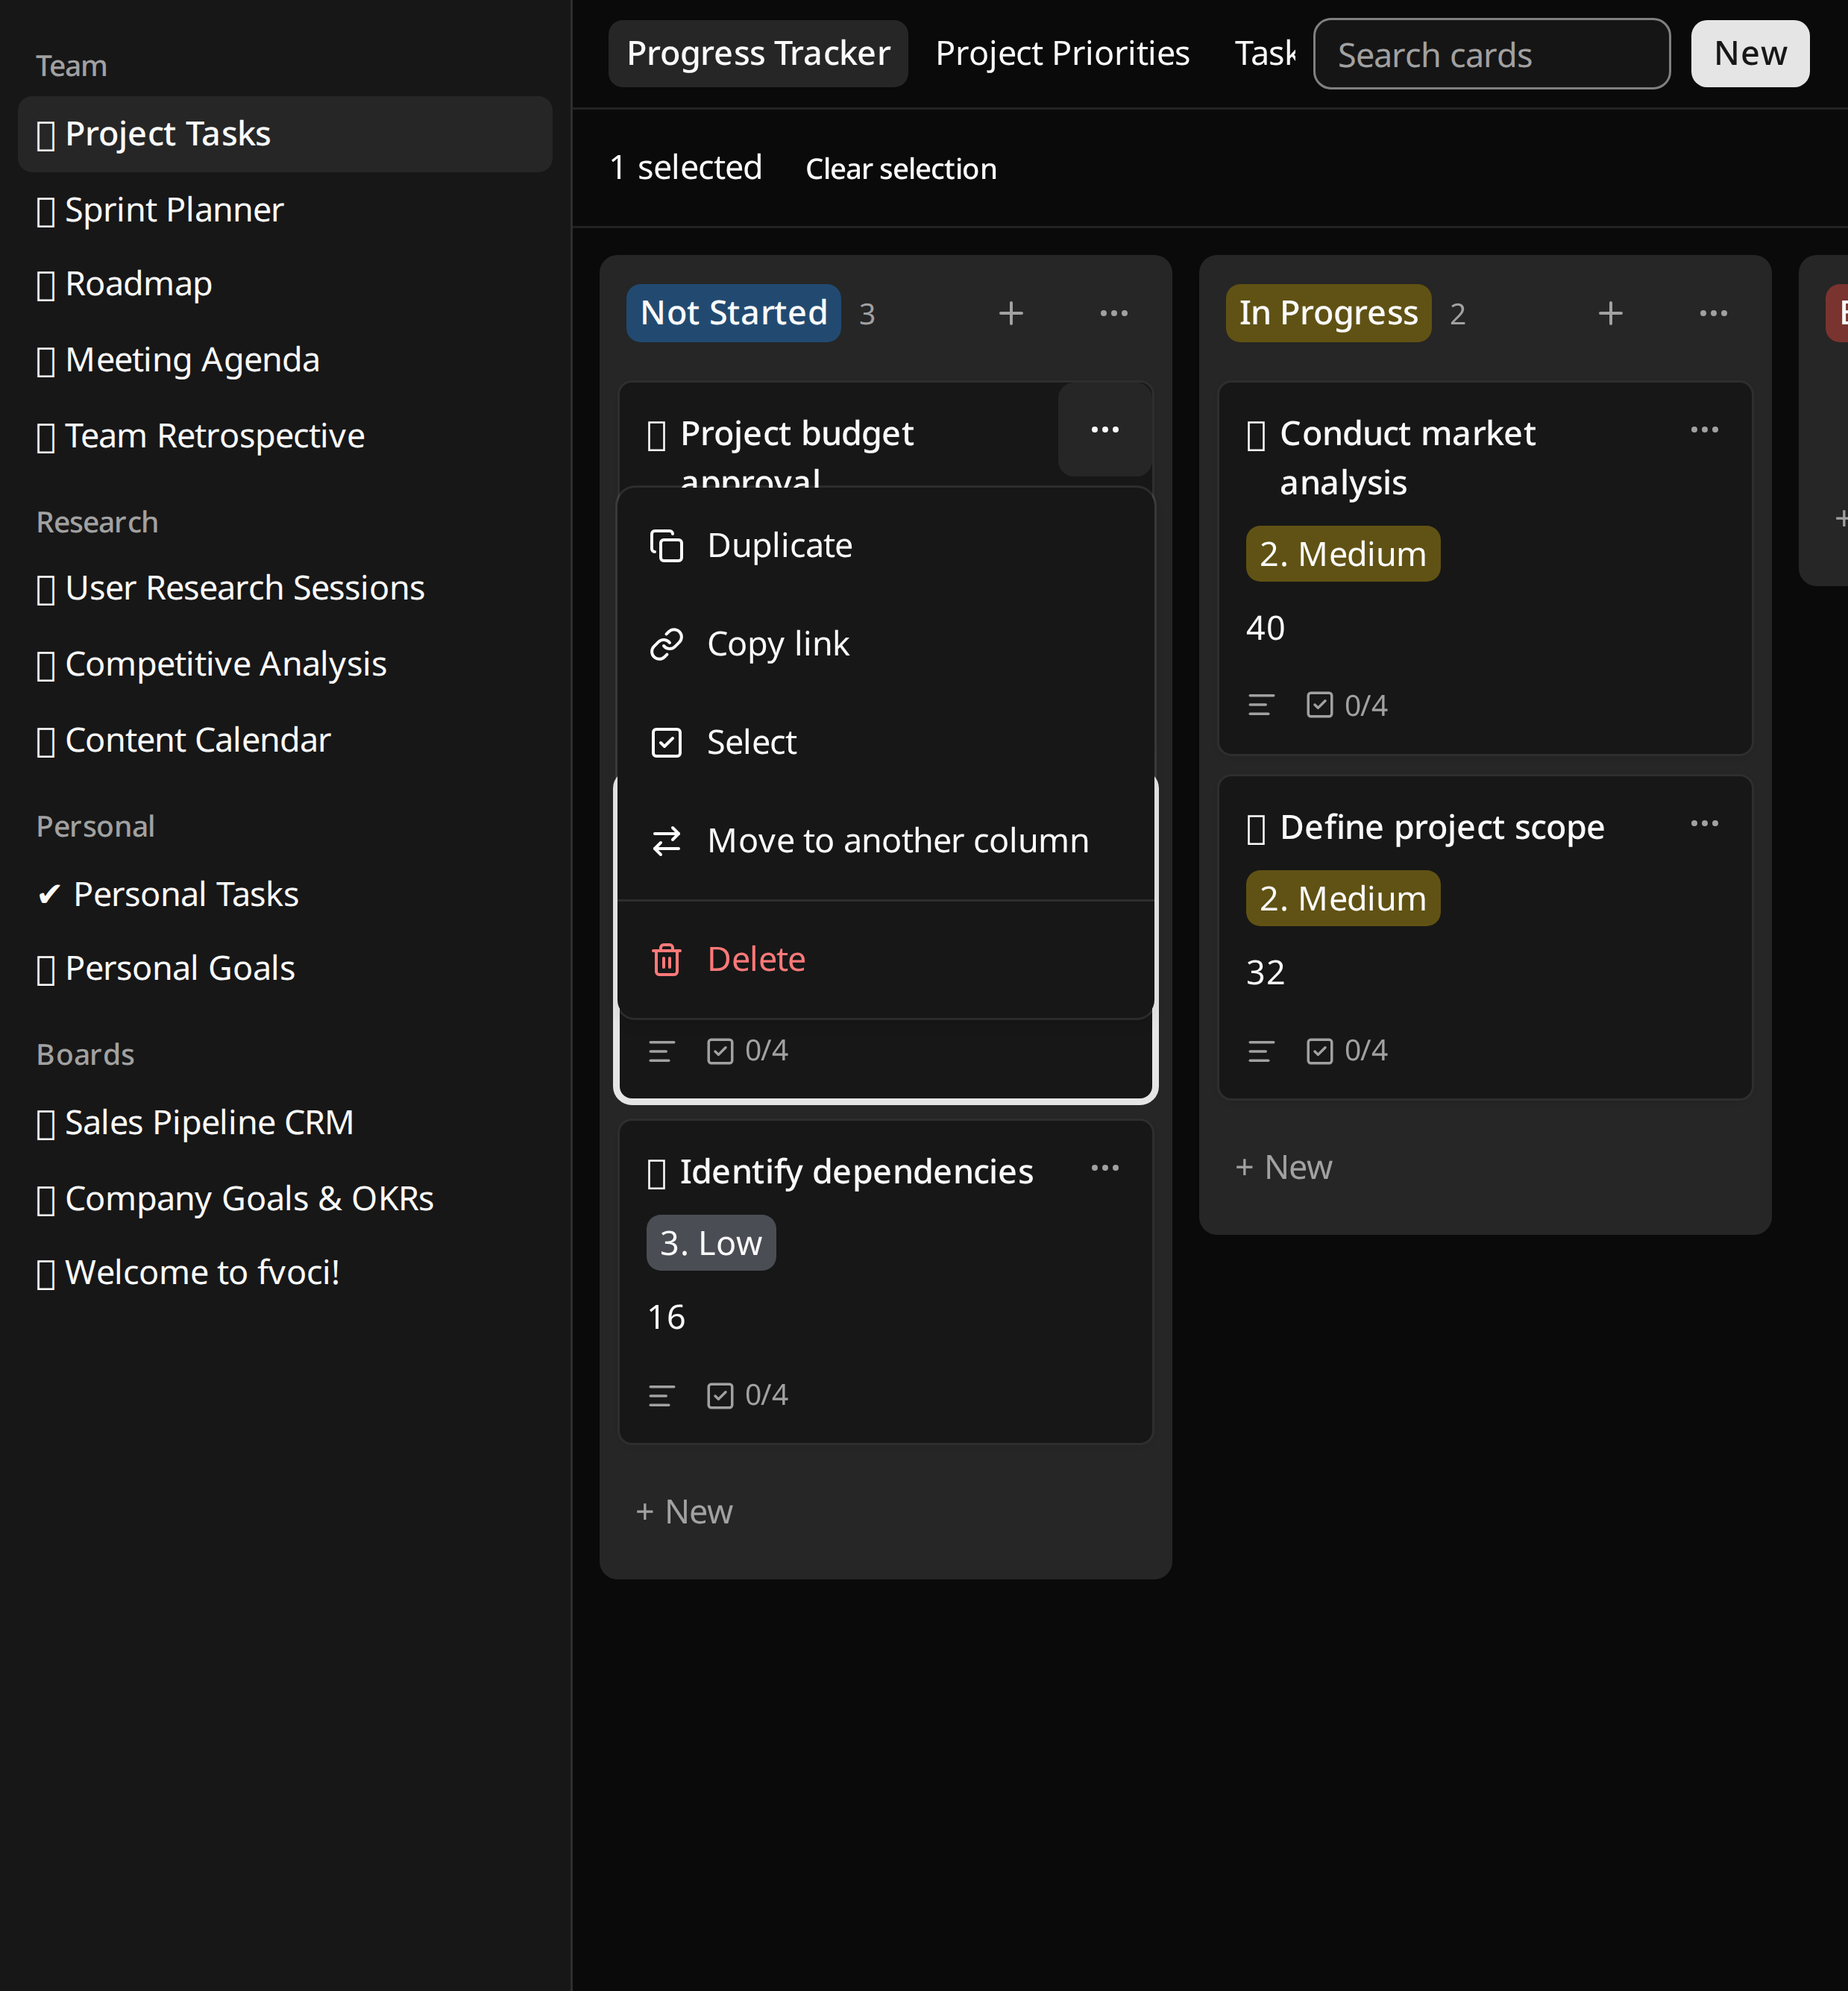 Team
Project Tasks
Sprint Planner
Roadmap
Meeting Agenda
Team Retrospective
Research
User Research Sessions
Competitive Analysis
Content Calendar
Personal
✔ Personal Tasks
Personal Goals
Boards
Sales Pipeline CRM
Company Goals & OKRs
Welcome to fvoci!
Progress Tracker
Project Priorities
Task
Search cards
New
1 selected
Clear selection
Not Started 3
Project budget
approval
Duplicate
Copy link
Select
Move to another column
Delete
0/4
Identify dependencies
3. Low
16
0/4
+ New
In Progress 2
Conduct market
analysis
2. Medium
40
0/4
Define project scope
2. Medium
32
0/4
+ New